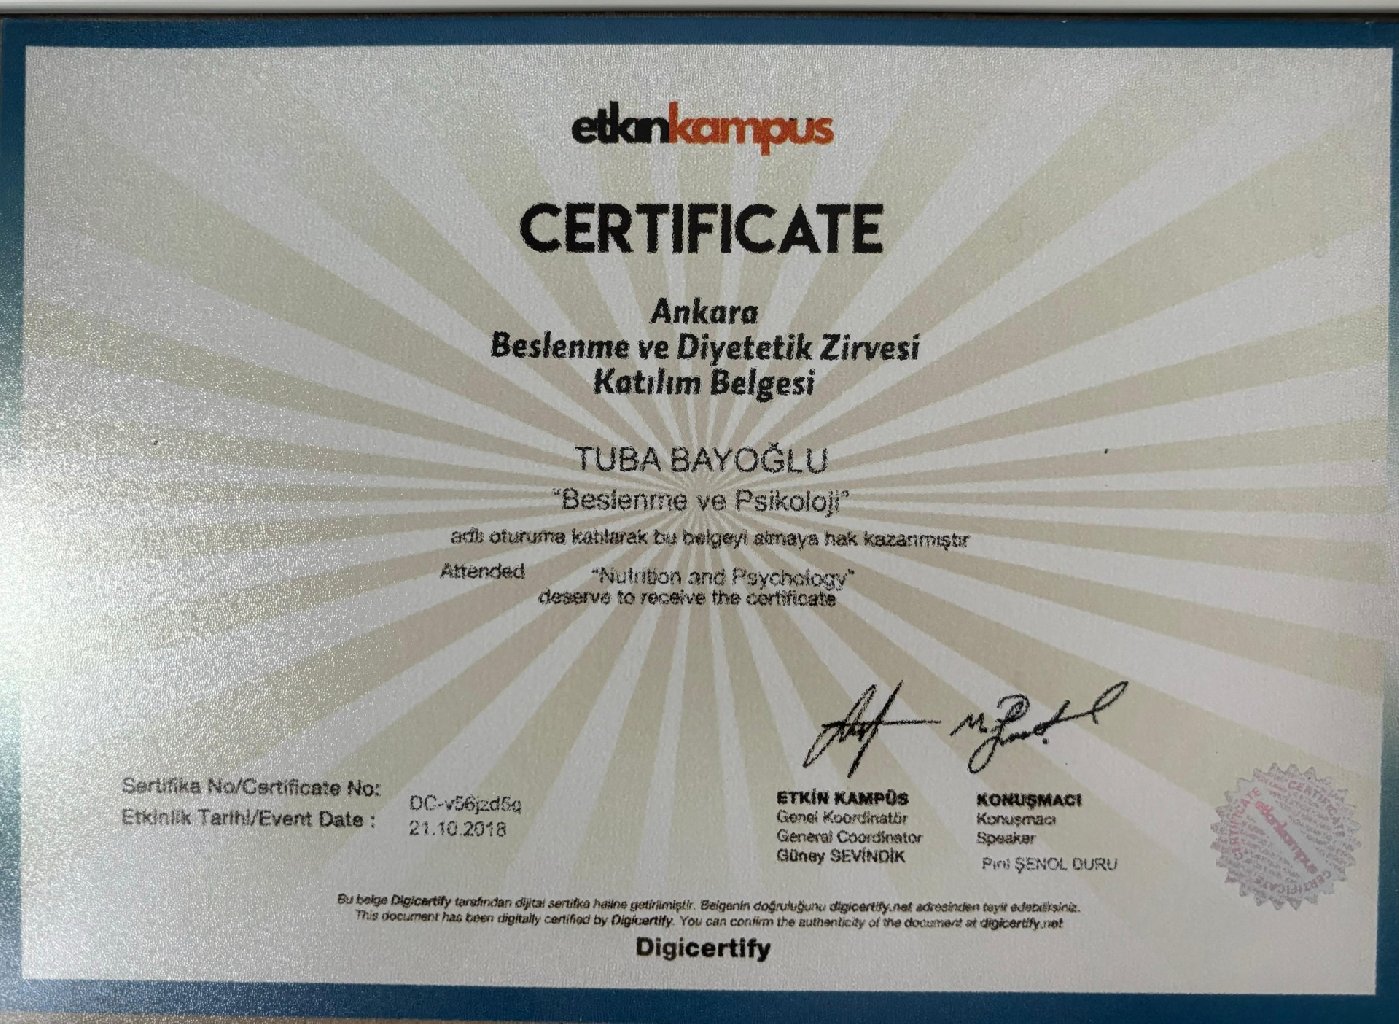 etkinkampus
CERTIFICATE
Ankara
Beslenme ve Diyetetik Zirvesi
Katılım Belgesi
TUBA BAYOĞLU
"Beslenme ve Psikoloji"
adlı oturuma katılarak bu belgeyi almaya hak kazanmıştır
Attended "Nutrition and Psychology"
deserve to receive the certificate
Sertifika No/Certificate No: DC-v56jzd5q
Etkinlik Tarihi/Event Date : 21.10.2018
ETKİN KAMPÜS
Genel Koordinatör
General Coordinator
Güney SEVİNDİK
KONUŞMACI
Konuşmacı
Speaker
Pırıl ŞENOL DURU
CERTIFICATE
etkinkampus
CERTIFICATE
Bu belge Digicertify tarafından dijital sertifika haline getirilmiştir. Belgenin doğruluğunu digicertify.net adresinden teyit edebilirsiniz.
This document has been digitally certified by Digicertify. You can confirm the authenticity of the document at digicertify.net
Digicertify